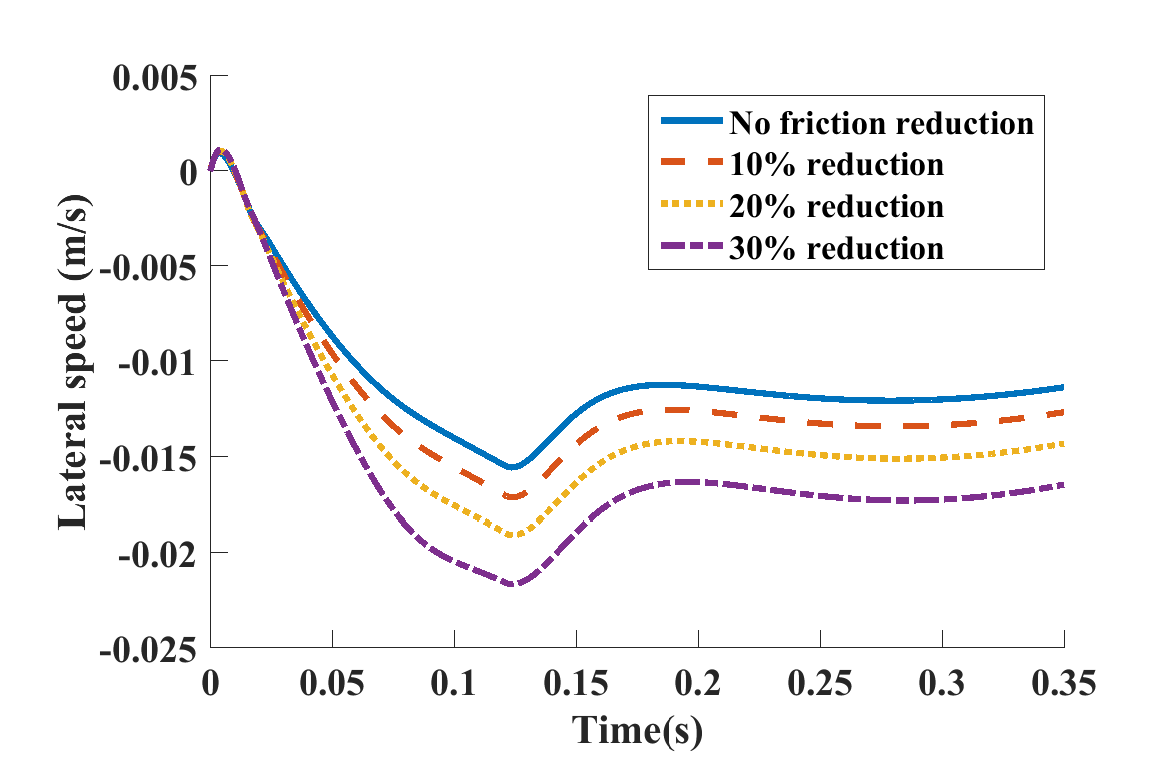 0.005
0
-0.005
-0.01
-0.015
-0.02
-0.025
Lateral speed (m/s)
No friction reduction
10% reduction
20% reduction
30% reduction
0 0.05 0.1 0.15 0.2 0.25 0.3 0.35
Time(s)